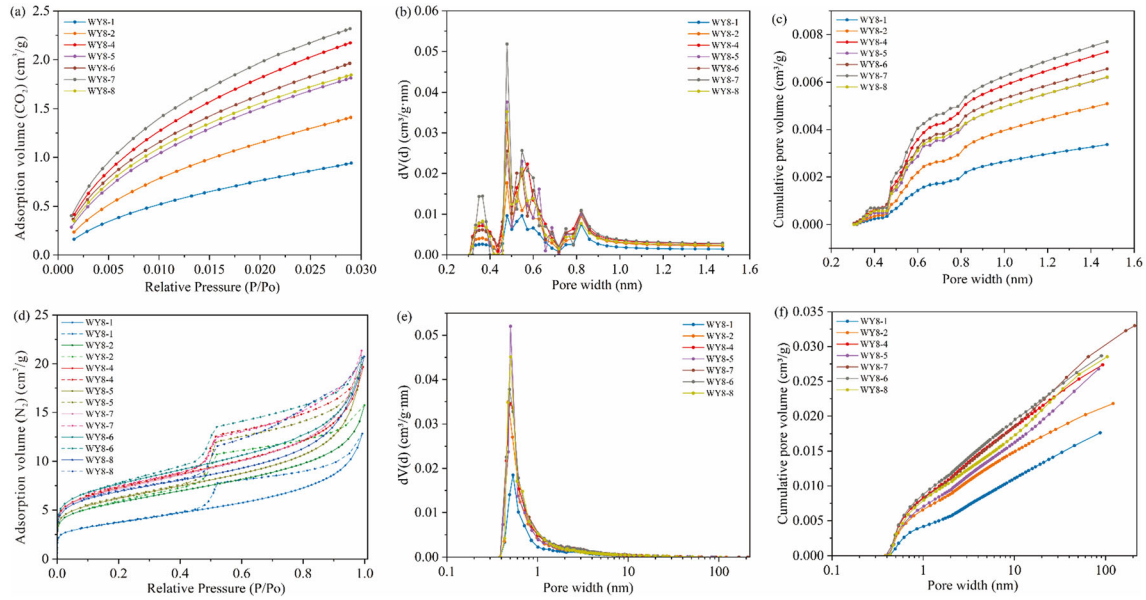 (a)
WY8-1
WY8-2
WY8-4
WY8-5
WY8-6
WY8-7
WY8-8
Adsorption volume (CO₂) (cm³/g)
2.5
2.0
1.5
1.0
0.5
0.0
0.000 0.005 0.010 0.015 0.020 0.025 0.030
Relative Pressure (P/Po)
(b)
WY8-1
WY8-2
WY8-4
WY8-5
WY8-6
WY8-7
WY8-8
dV(d) (cm³/g·nm)
0.06
0.05
0.04
0.03
0.02
0.01
0.00
0.0 0.2 0.4 0.6 0.8 1.0 1.2 1.4 1.6
Pore width (nm)
(c)
WY8-1
WY8-2
WY8-4
WY8-5
WY8-6
WY8-7
WY8-8
Cumulative pore volume (cm³/g)
0.008
0.006
0.004
0.002
0.000
0.2 0.4 0.6 0.8 1.0 1.2 1.4 1.6
Pore width (nm)
(d)
WY8-1
WY8-1
WY8-2
WY8-2
WY8-4
WY8-4
WY8-5
WY8-5
WY8-7
WY8-7
WY8-6
WY8-6
WY8-8
WY8-8
Adsorption volume (N₂) (cm³/g)
25
20
15
10
5
0
0.0 0.2 0.4 0.6 0.8 1.0
Relative Pressure (P/Po)
(e)
WY8-1
WY8-2
WY8-4
WY8-5
WY8-7
WY8-6
WY8-8
dV(d) (cm³/g·nm)
0.05
0.04
0.03
0.02
0.01
0.00
0.1 1 10 100
Pore width (nm)
(f)
WY8-1
WY8-2
WY8-4
WY8-5
WY8-7
WY8-6
WY8-8
Cumulative pore volume (cm³/g)
0.035
0.030
0.025
0.020
0.015
0.010
0.005
0.000
0.1 1 10 100
Pore width (nm)